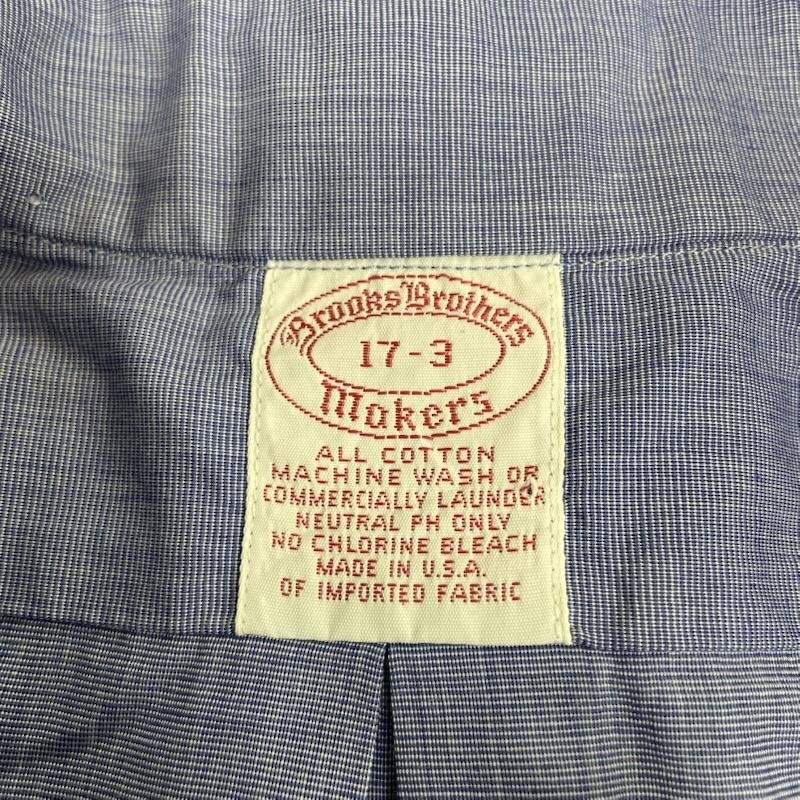 Brooks Brothers
17-3
Makers
ALL COTTON
MACHINE WASH OR
COMMERCIALLY LAUNDER
NEUTRAL PH ONLY
NO CHLORINE BLEACH
MADE IN U.S.A.
OF IMPORTED FABRIC